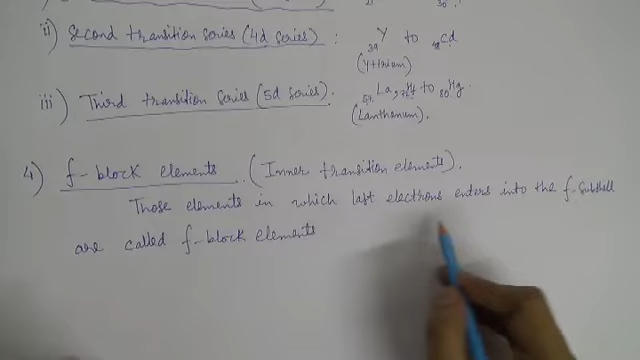 ii) Second transition series (4d series) : 39Y to 48Cd
(Yttrium)
iii) Third transition series (5d series). 57La, 72Hf to 80Hg.
(Lanthanum).
4) f-block elements. (Inner transition elements).
Those elements in which last electrons enters into the f-Subshell
are called f-block elements